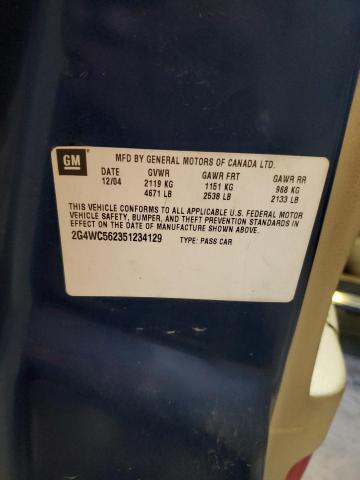 GM MFD BY GENERAL MOTORS OF CANADA LTD.
DATE GVWR GAWR FRT GAWR RR
12/04 2119 KG 1151 KG 968 KG
4671 LB 2538 LB 2133 LB
THIS VEHICLE CONFORMS TO ALL APPLICABLE U.S. FEDERAL MOTOR
VEHICLE SAFETY, BUMPER, AND THEFT PREVENTION STANDARDS IN
EFFECT ON THE DATE OF MANUFACTURE SHOWN ABOVE.
2G4WC562351234129 TYPE: PASS CAR